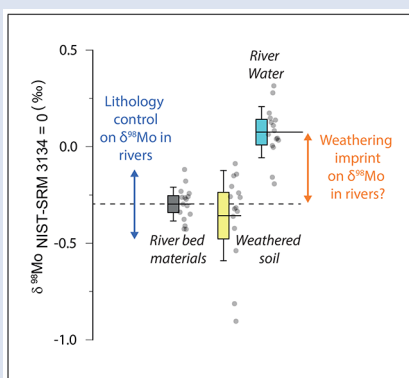 0.5
0.0
-0.5
-1.0
δ ⁹⁸Mo NIST-SRM 3134 = 0 (‰)
River
Water
Lithology
control
on δ⁹⁸Mo in
rivers
Weathering
imprint
on δ⁹⁸Mo
in rivers?
River bed
materials
Weathered
soil